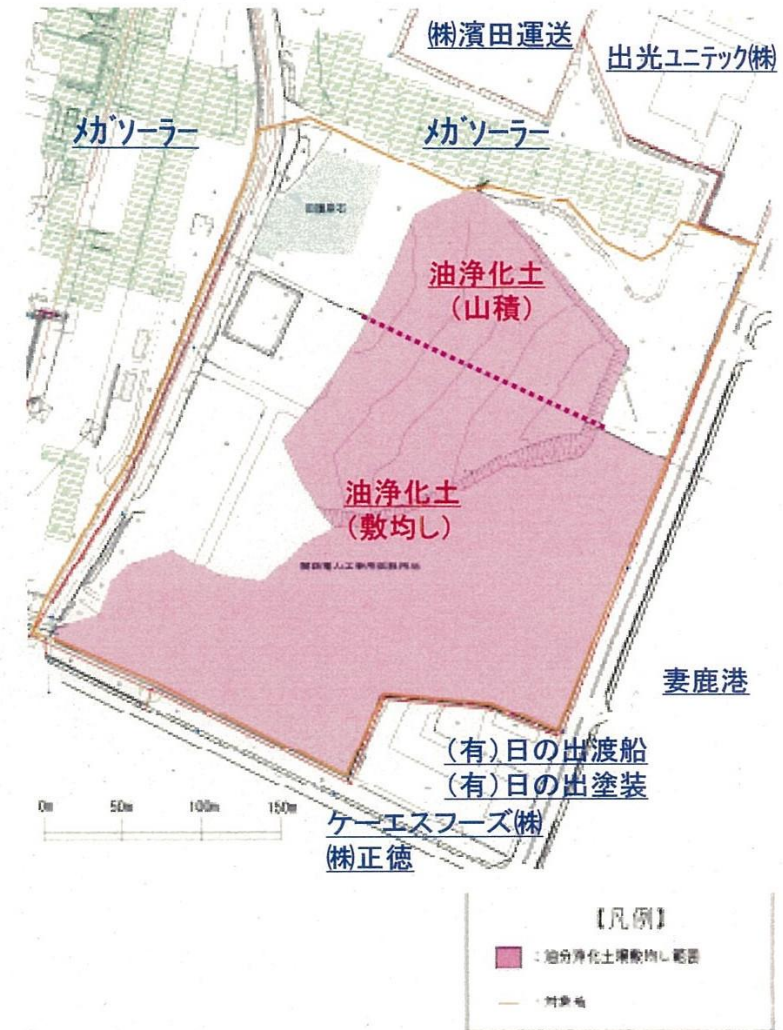 (株)濱田運送
出光ユニテック(株)
メガソーラー
メガソーラー
油浄化土
(山積)
油浄化土
(敷均し)
妻鹿港
(有)日の出渡船
(有)日の出塗装
ケーエスフーズ(株)
(株)正徳
0m 50m 100m 150m
【凡例】
:油分浄化土壌敷均し範囲
:対象地